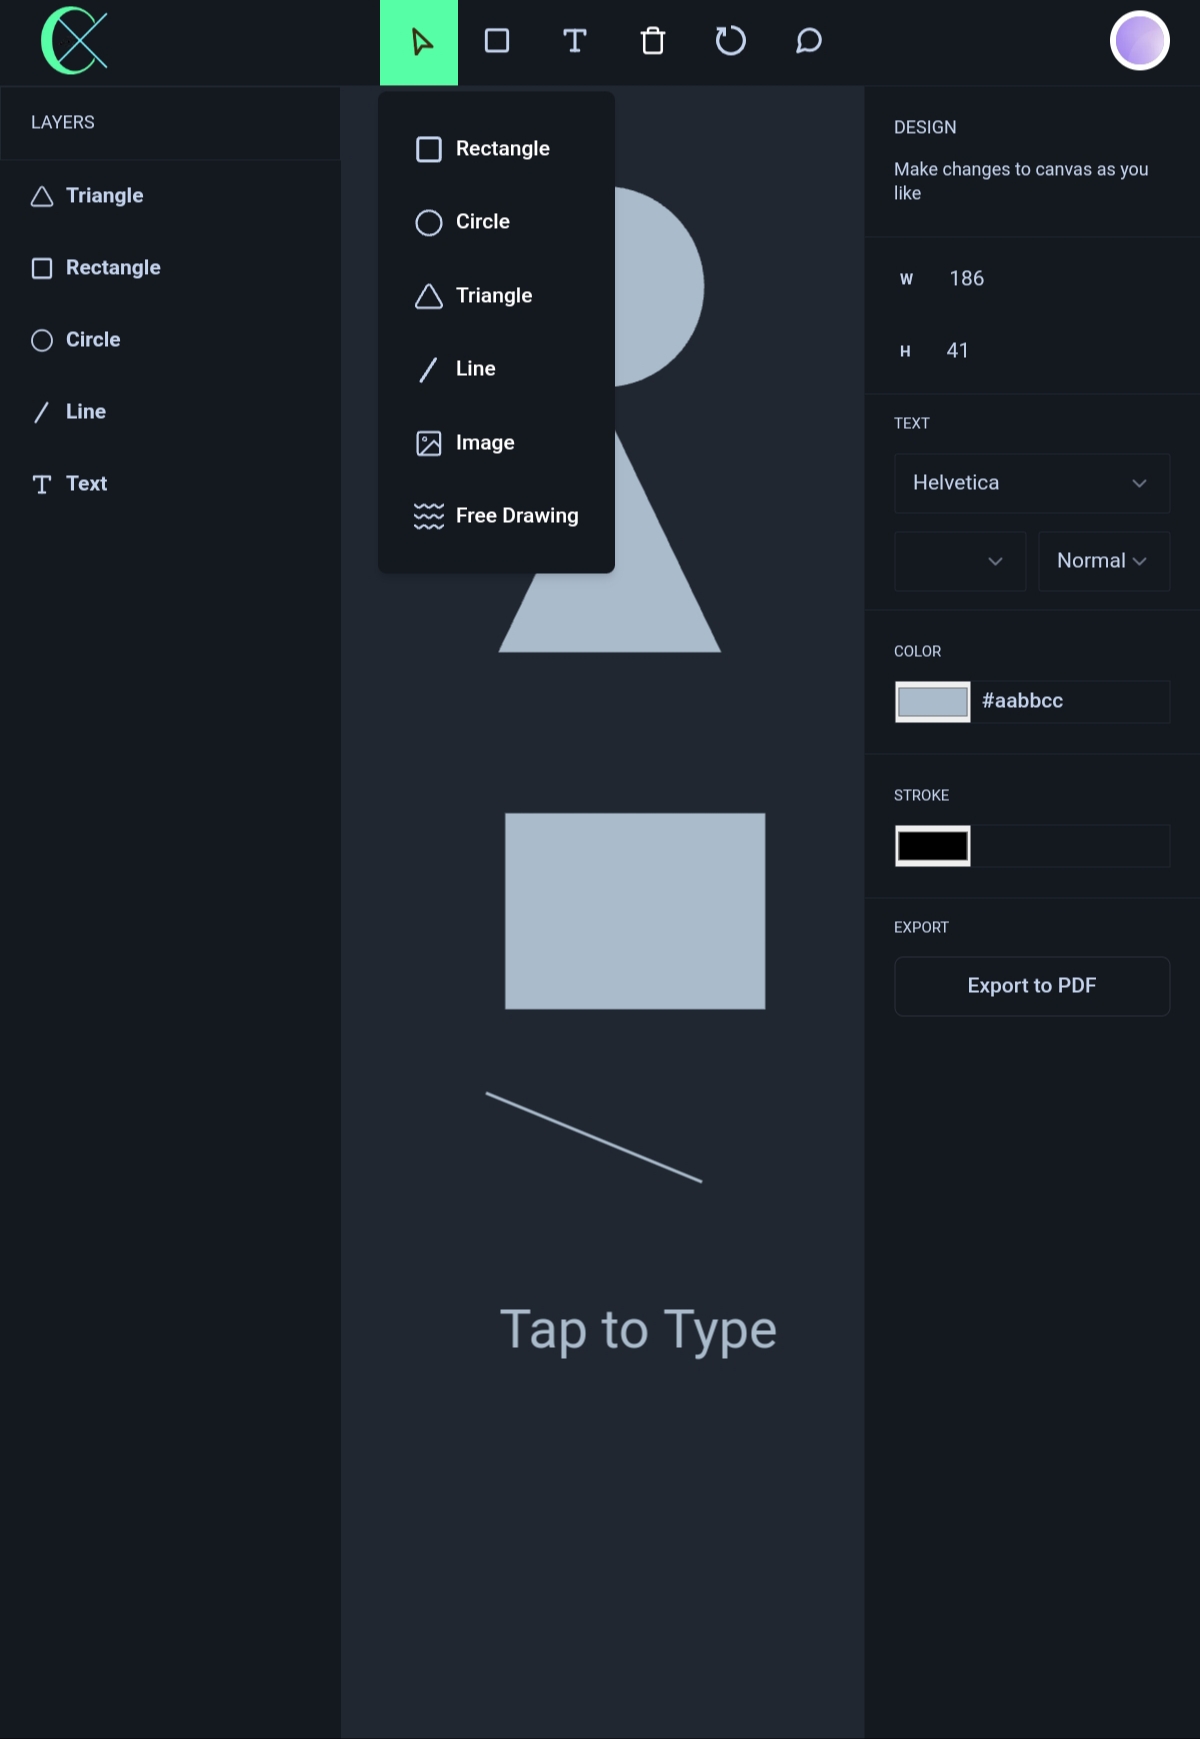 LAYERS
Triangle
Rectangle
Circle
Line
Text
Rectangle
Circle
Triangle
Line
Image
Free Drawing
Tap to Type
DESIGN
Make changes to canvas as you
like
W 186
H 41
TEXT
Helvetica
Normal
COLOR
#aabbcc
STROKE
EXPORT
Export to PDF